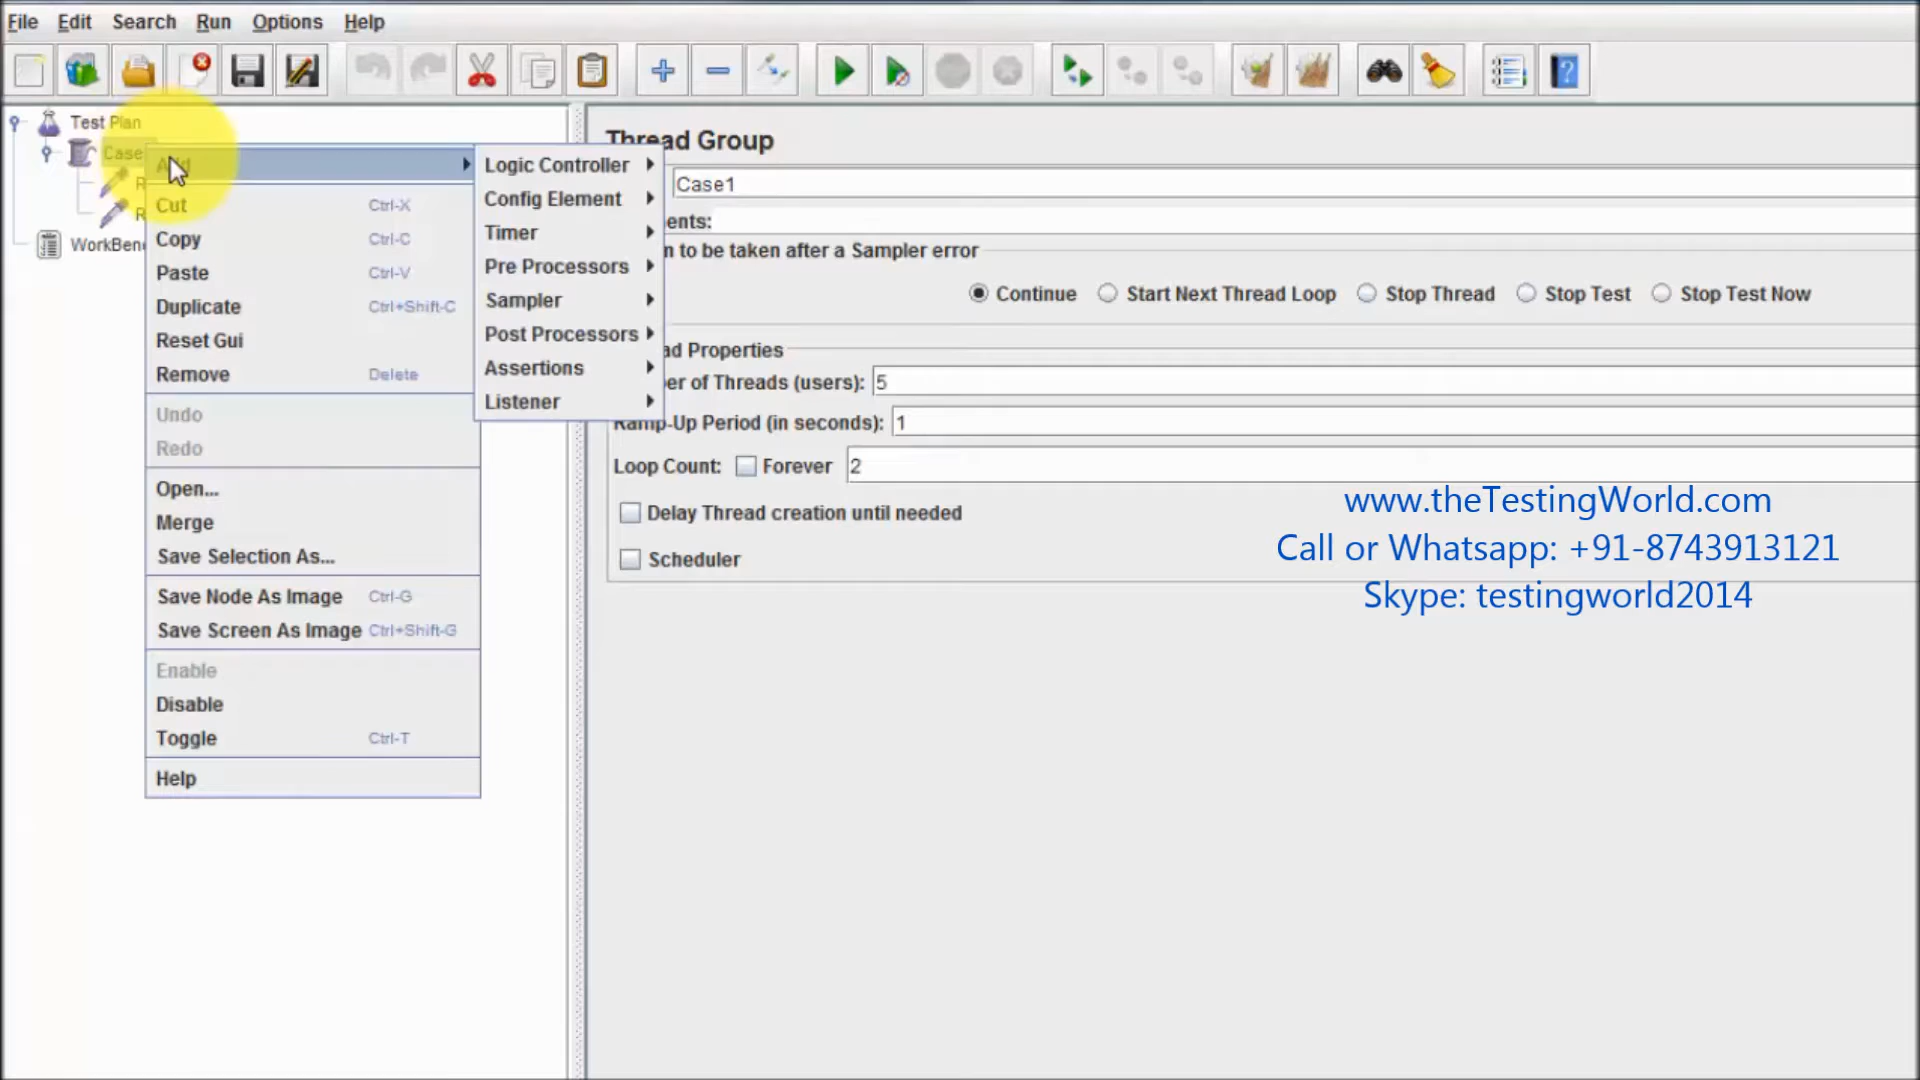 File Edit Search Run Options Help
Test Plan
Case
R
R
WorkBen
Add
Cut Ctrl-X
Copy Ctrl-C
Paste Ctrl-V
Duplicate Ctrl+Shift-C
Reset Gui
Remove Delete
Undo
Redo
Open...
Merge
Save Selection As...
Save Node As Image Ctrl-G
Save Screen As Image Ctrl+Shift-G
Enable
Disable
Toggle Ctrl-T
Help
Logic Controller
Config Element
Timer
Pre Processors
Sampler
Post Processors
Assertions
Listener
Thread Group
Case1
ents:
n to be taken after a Sampler error
Continue Start Next Thread Loop Stop Thread Stop Test Stop Test Now
ad Properties
er of Threads (users): 5
Ramp-Up Period (in seconds): 1
Loop Count: Forever 2
Delay Thread creation until needed
Scheduler
www.theTestingWorld.com
Call or Whatsapp: +91-8743913121
Skype: testingworld2014